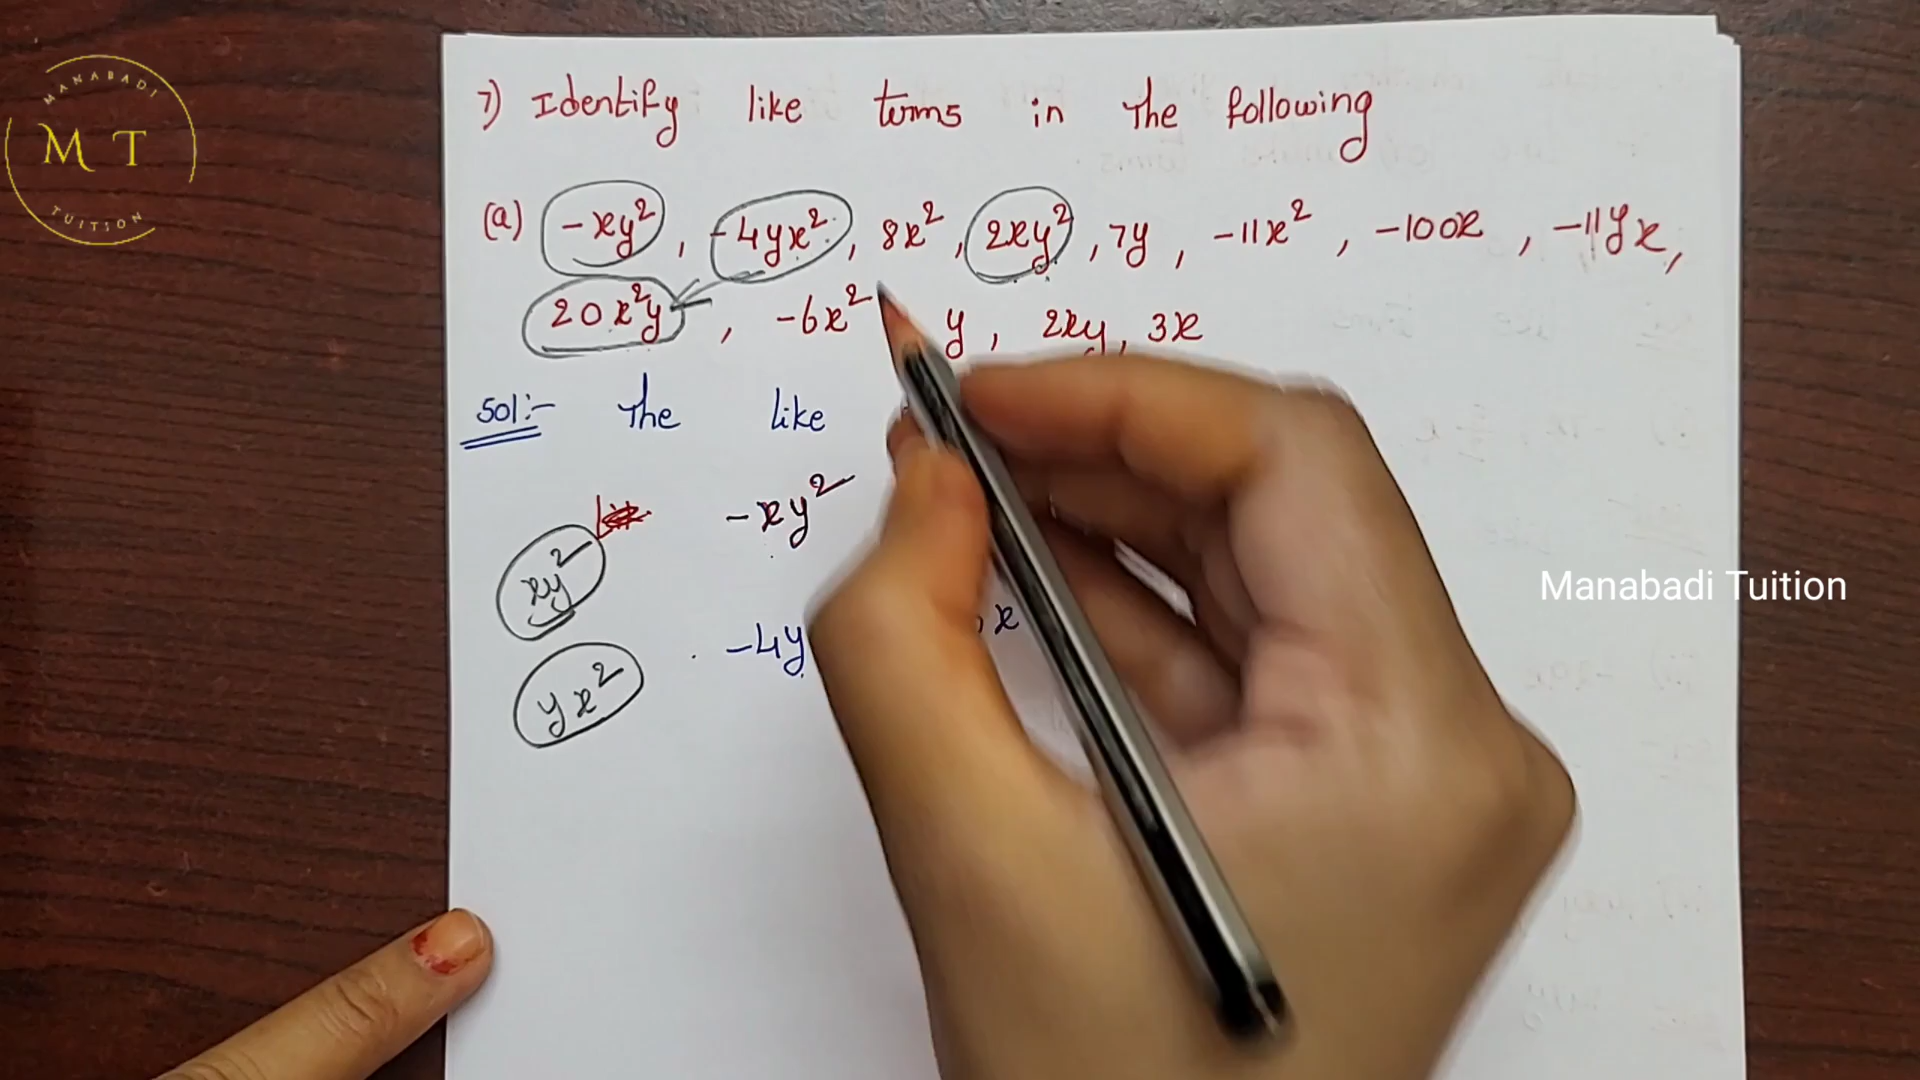 MANABADI
M T
TUITION
7) Identify like terms in the following
(a) -xy², -4yx², 8x², 2xy², 7y, -11x², -100x, -11yx,
20x²y, -6x² y, 2xy, 3x
Sol:- The like
-xy²
xy²
-4y x
yx²
Manabadi Tuition